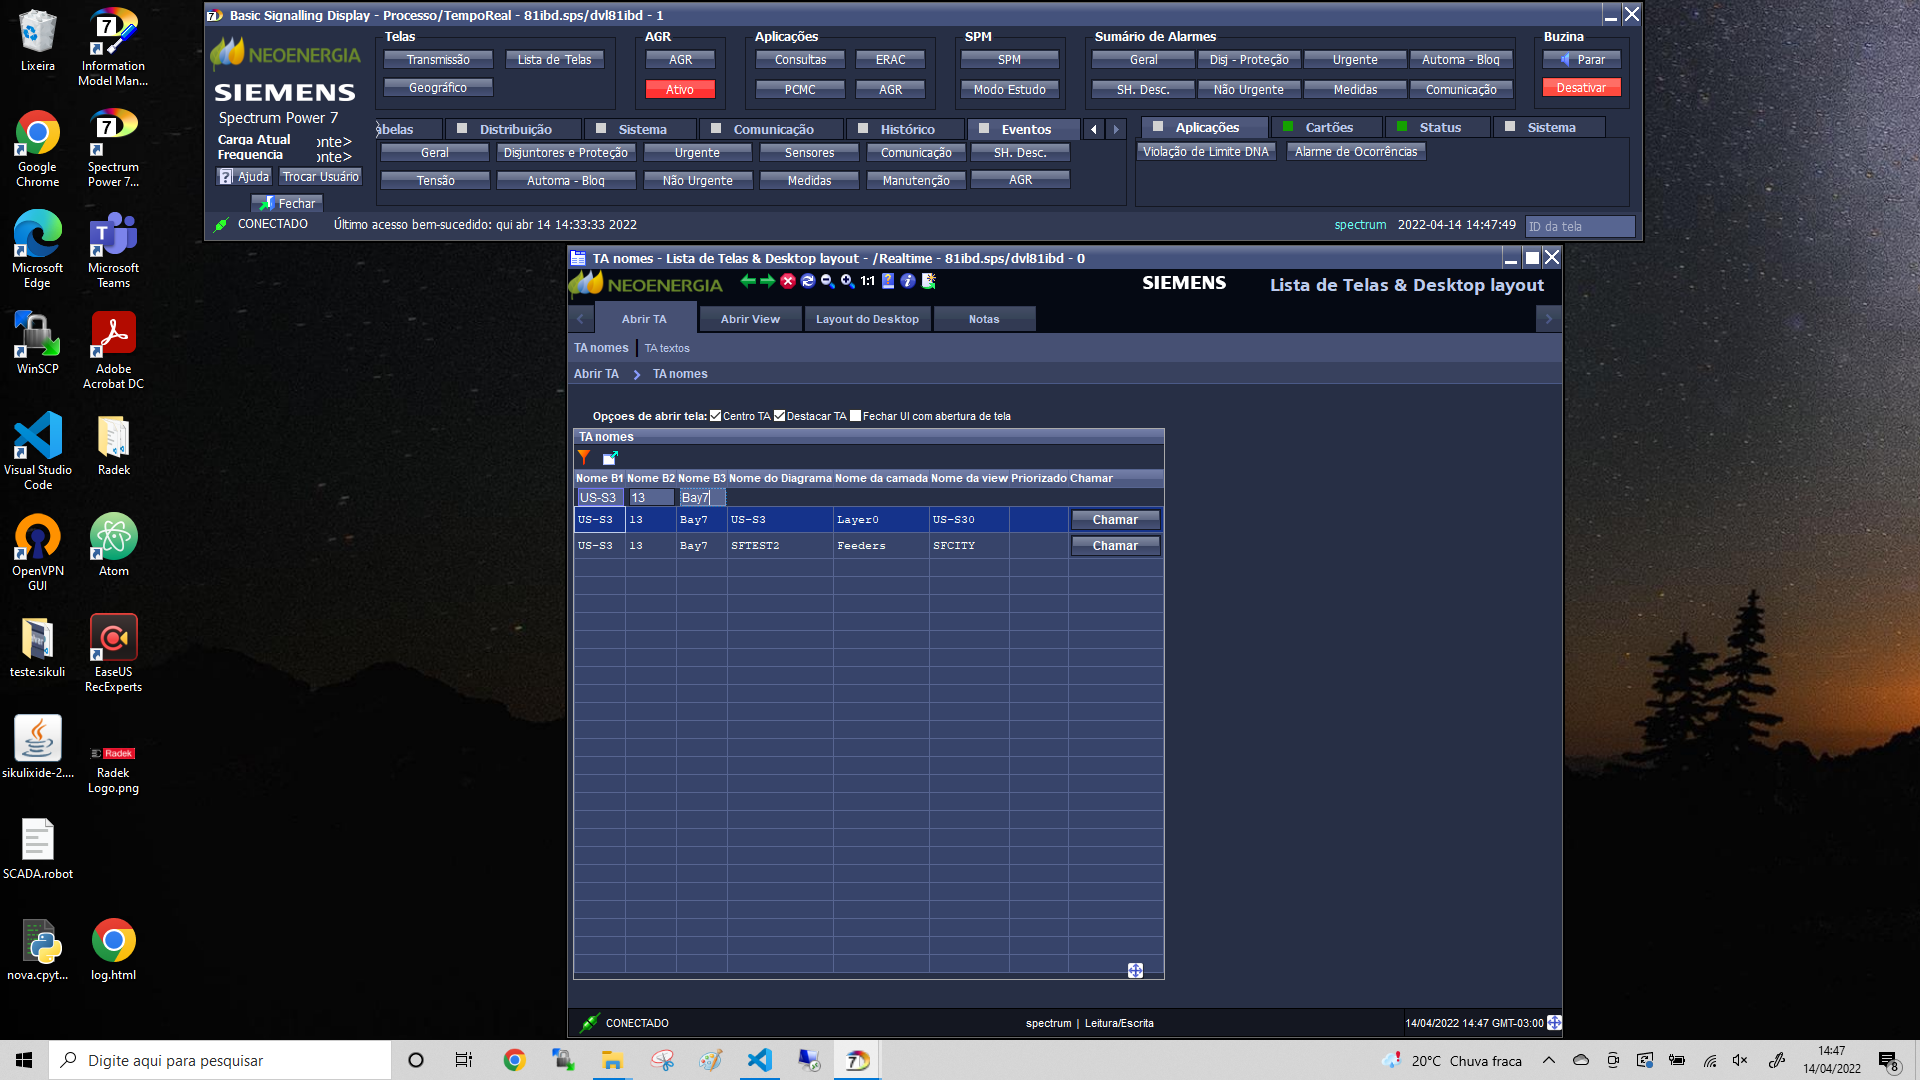 Lixeira
Information
Model Man...
Google
Chrome
Spectrum
Power 7...
Microsoft
Edge
Microsoft
Teams
WinSCP
Adobe
Acrobat DC
Visual Studio
Code
Radek
OpenVPN
GUI
Atom
teste.sikuli
EaseUS
RecExperts
sikulixide-2....
Radek
Radek
Logo.png
SCADA.robot
nova.cpyt...
log.html
Basic Signalling Display - Processo/TempoReal - 81ibd.sps/dvl81ibd - 1
NEOENERGIA
SIEMENS
Spectrum Power 7
Carga Atual onte>
Frequencia onte>
Ajuda Trocar Usuário
Fechar
Telas
Transmissão Lista de Telas
Geográfico
AGR
AGR
Ativo
Aplicações
Consultas ERAC
PCMC AGR
SPM
SPM
Modo Estudo
Sumário de Alarmes
Geral Disj - Proteção Urgente Automa - Bloq
SH. Desc. Não Urgente Medidas Comunicação
Buzina
Parar
Desativar
abelas Distribuição Sistema Comunicação Histórico Eventos
Geral Disjuntores e Proteção Urgente Sensores Comunicação SH. Desc.
Tensão Automa - Bloq Não Urgente Medidas Manutenção AGR
Aplicações Cartões Status Sistema
Violação de Limite DNA Alarme de Ocorrências
CONECTADO Último acesso bem-sucedido: qui abr 14 14:33:33 2022
spectrum 2022-04-14 14:47:49 ID da tela
TA nomes - Lista de Telas & Desktop layout - /Realtime - 81ibd.sps/dvl81ibd - 0
NEOENERGIA 1:1 SIEMENS Lista de Telas & Desktop layout
Abrir TA Abrir View Layout do Desktop Notas
TA nomes TA textos
Abrir TA > TA nomes
Opçoes de abrir tela: Centro TA Destacar TA Fechar UI com abertura de tela
TA nomes
Nome B1 Nome B2 Nome B3 Nome do Diagrama Nome da camada Nome da view Priorizado Chamar
US-S3 13 Bay7
US-S3 13 Bay7 US-S3 Layer0 US-S30 Chamar
US-S3 13 Bay7 SFTEST2 Feeders SFCITY Chamar
CONECTADO spectrum | Leitura/Escrita 14/04/2022 14:47 GMT-03:00
Digite aqui para pesquisar
20°C Chuva fraca
14:47
14/04/2022
8